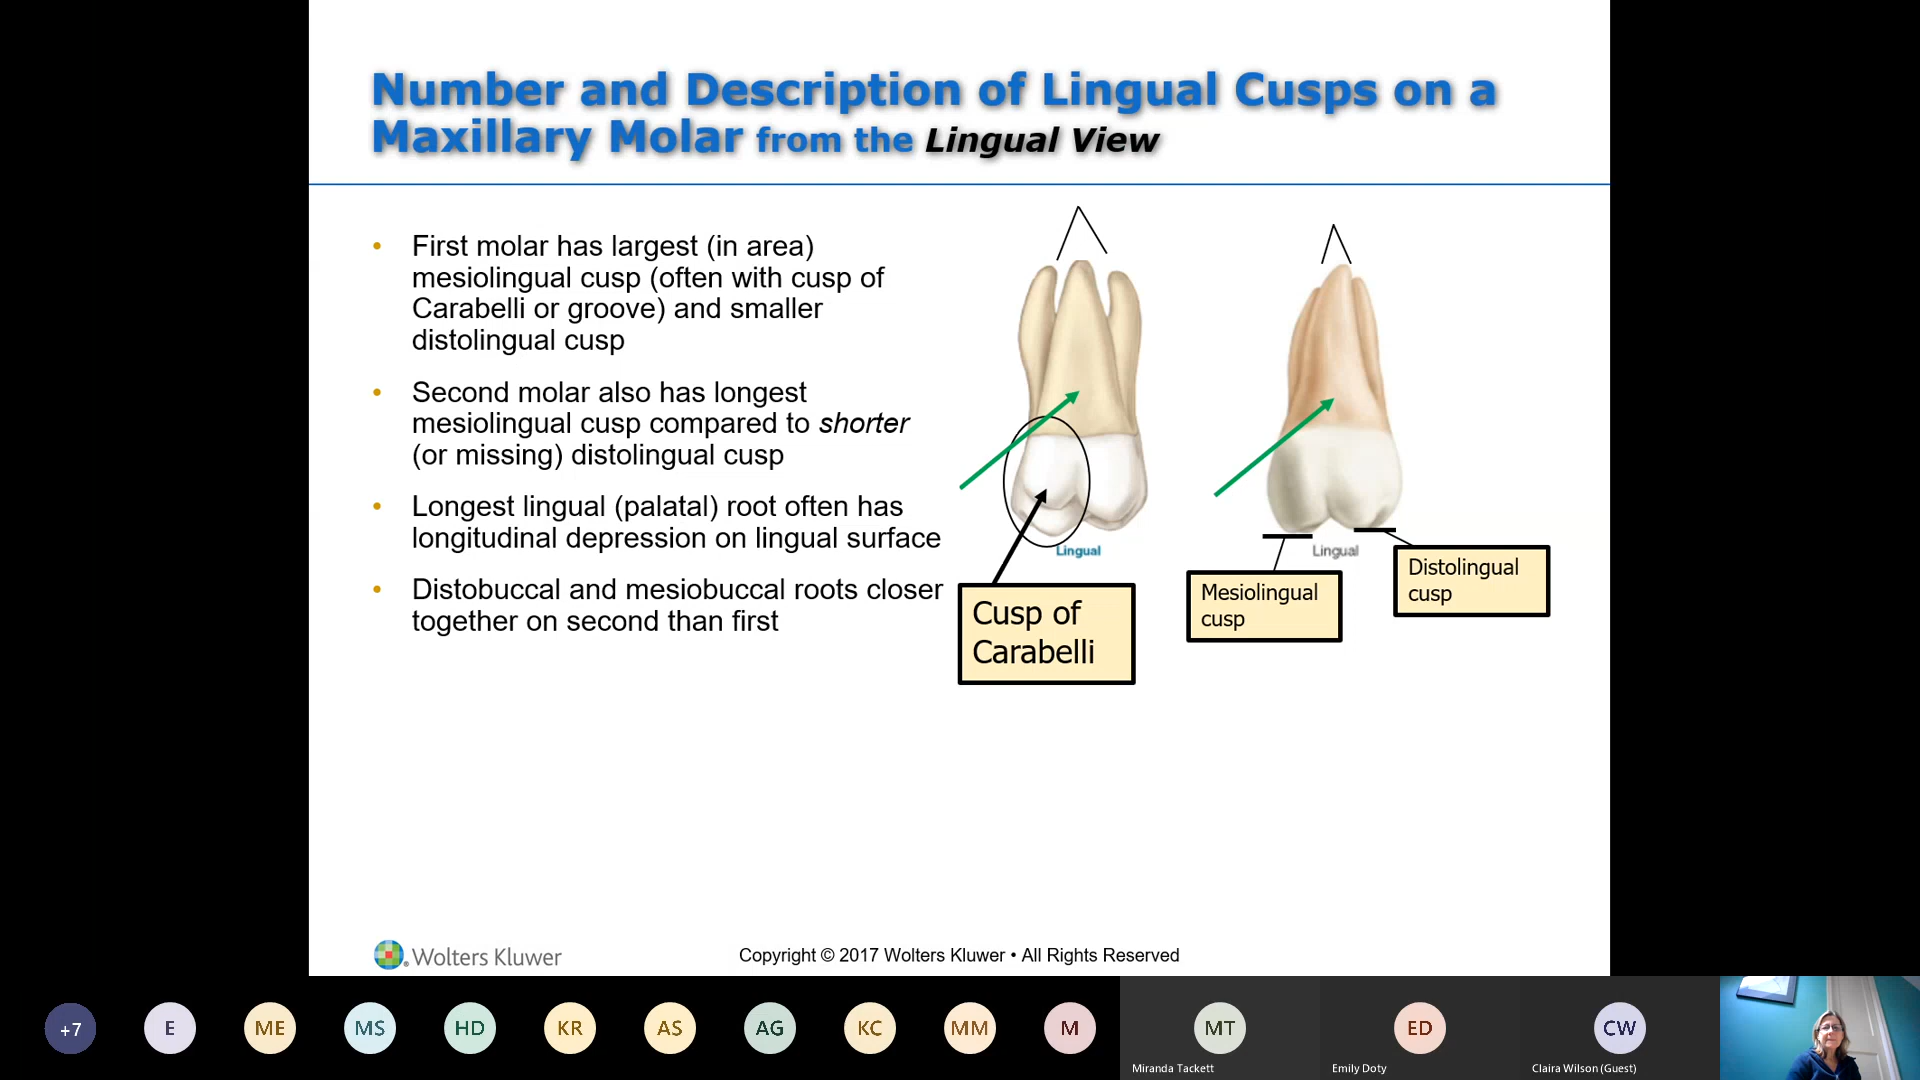 Number and Description of Lingual Cusps on a
Maxillary Molar from the Lingual View
• First molar has largest (in area)
mesiolingual cusp (often with cusp of
Carabelli or groove) and smaller
distolingual cusp
• Second molar also has longest
mesiolingual cusp compared to shorter
(or missing) distolingual cusp
• Longest lingual (palatal) root often has
longitudinal depression on lingual surface
• Distobuccal and mesiobuccal roots closer
together on second than first
Lingual
Cusp of
Carabelli
Lingual
Mesiolingual
cusp
Distolingual
cusp
Wolters Kluwer
Copyright © 2017 Wolters Kluwer • All Rights Reserved
+7
E
ME
MS
HD
KR
AS
AG
KC
MM
M
MT
Miranda Tackett
ED
Emily Doty
CW
Claira Wilson (Guest)